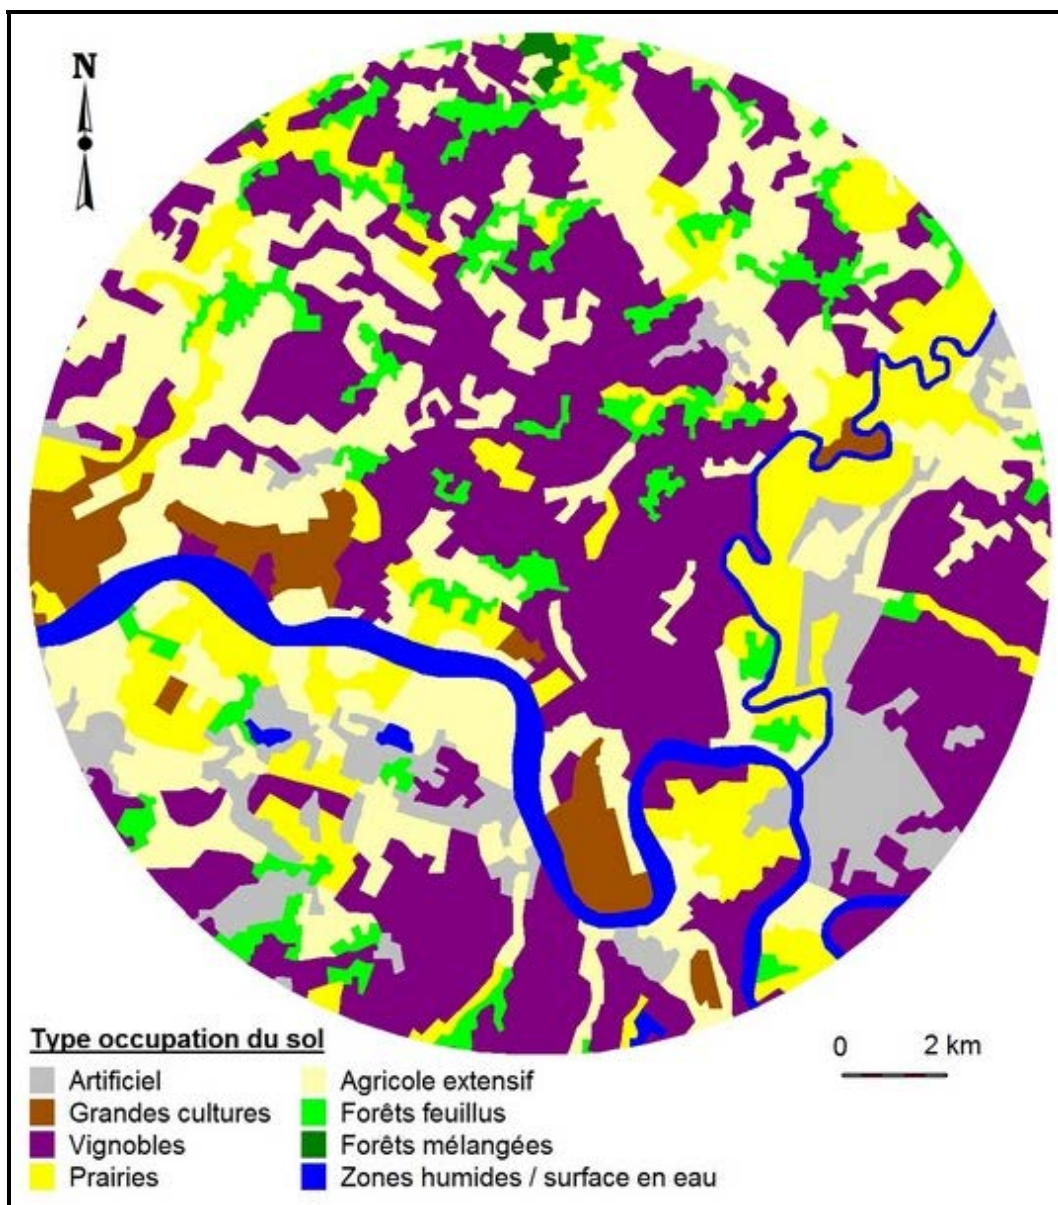 N
Type occupation du sol
Artificiel
Grandes cultures
Vignobles
Prairies
Agricole extensif
Forêts feuillus
Forêts mélangées
Zones humides / surface en eau
0 2 km